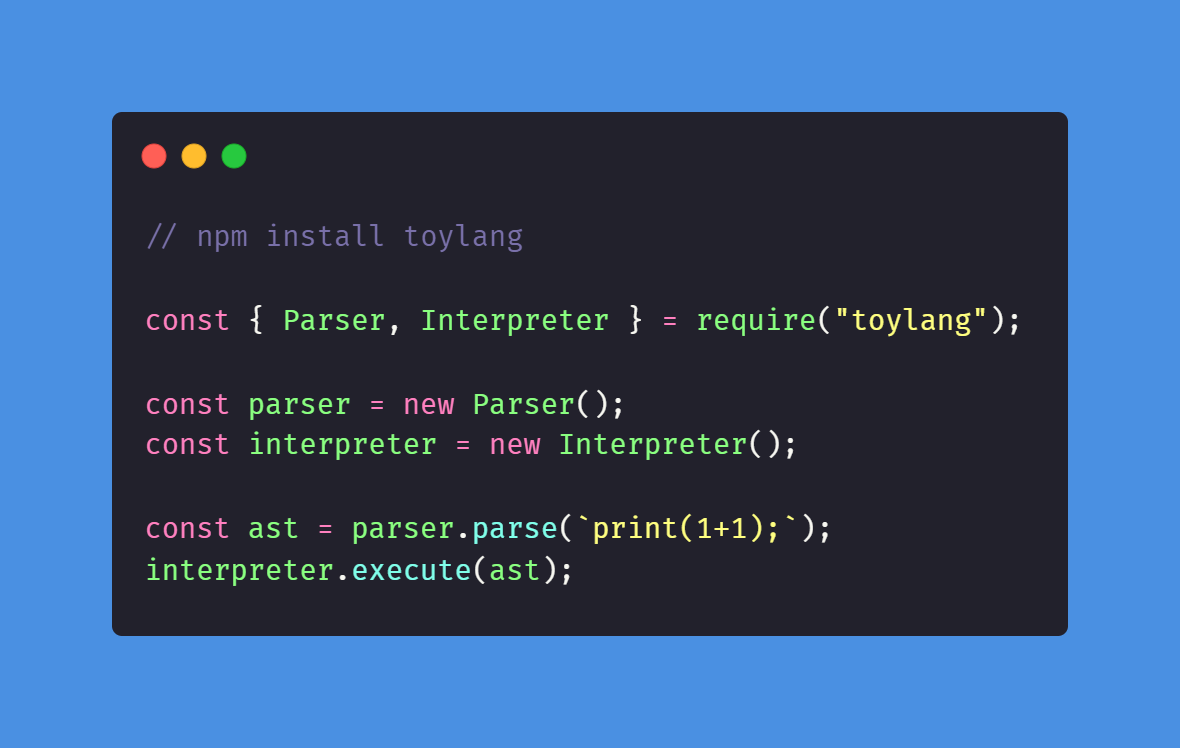 // npm install toylang
const { Parser, Interpreter } = require("toylang");
const parser = new Parser();
const interpreter = new Interpreter();
const ast = parser.parse(`print(1+1);`);
interpreter.execute(ast);